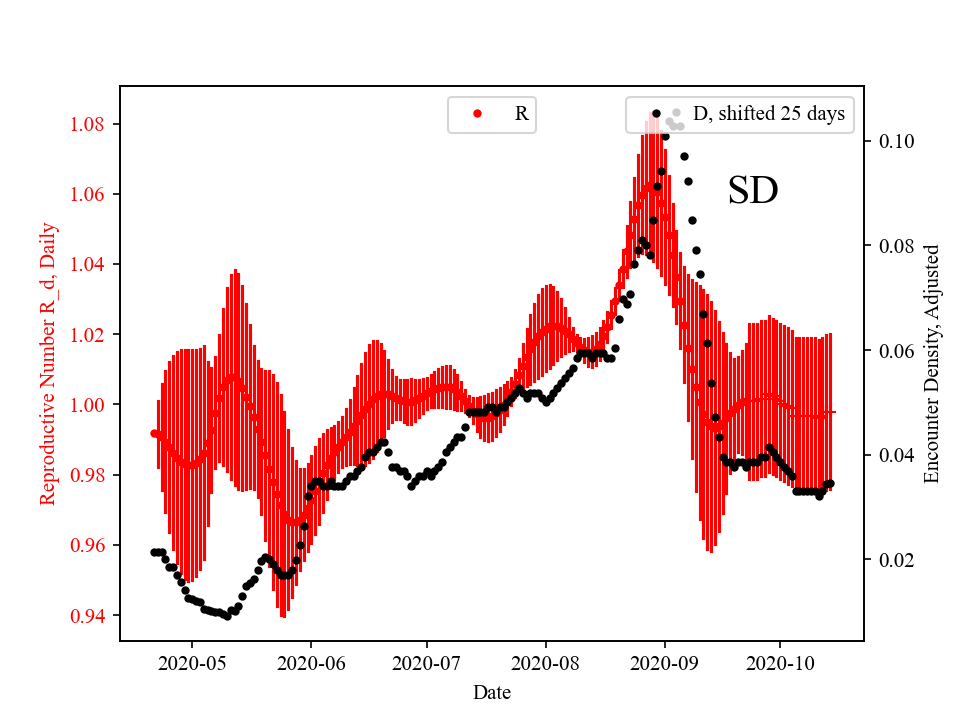 R
D, shifted 25 days
SD
Reproductive Number R_d, Daily
1.08
1.06
1.04
1.02
1.00
0.98
0.96
0.94
0.10
0.08
0.06
0.04
0.02
Encounter Density, Adjusted
2020-05 2020-06 2020-07 2020-08 2020-09 2020-10
Date